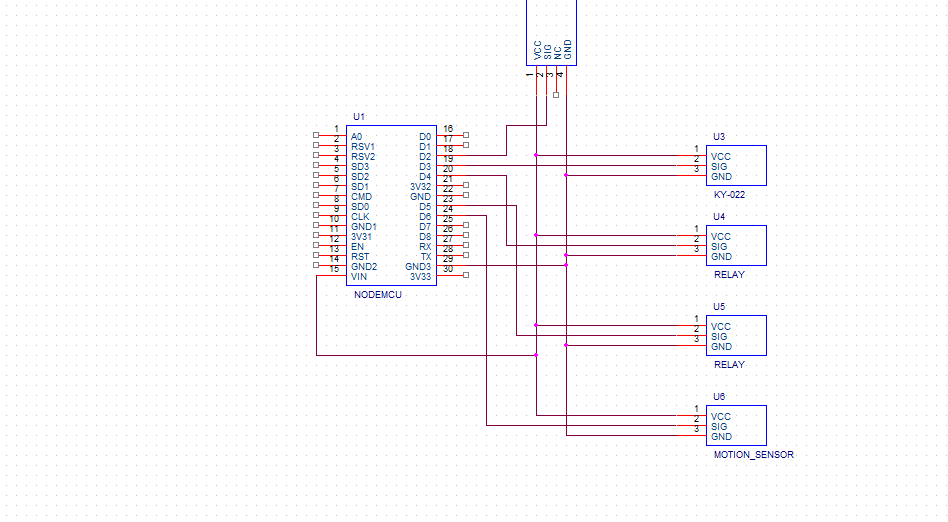 VCC
SIG
NC
GND
1
2
3
4
U1
1 A0 D0 16
2 RSV1 D1 17
3 RSV2 D2 18
4 SD3 D3 19
5 SD2 D4 20
6 SD1 3V32 21
7 CMD GND 22
8 SD0 D5 23
9 CLK D6 24
10 GND1 D7 25
11 3V31 D8 26
12 EN RX 27
13 RST TX 28
14 GND2 GND3 29
15 VIN 3V33 30
NODEMCU
U3
1 VCC
2 SIG
3 GND
KY-022
U4
1 VCC
2 SIG
3 GND
RELAY
U5
1 VCC
2 SIG
3 GND
RELAY
U6
1 VCC
2 SIG
3 GND
MOTION_SENSOR